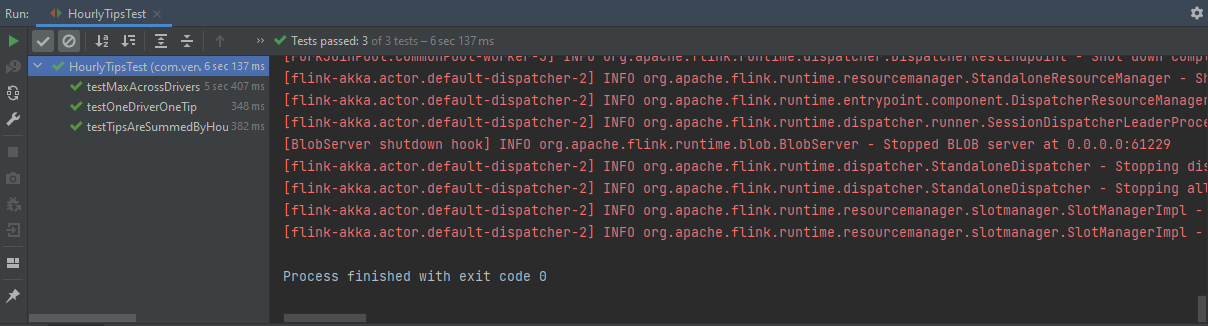 Run: HourlyTipsTest ×
» Tests passed: 3 of 3 tests – 6 sec 137 ms
HourlyTipsTest (com.ver 6 sec 137 ms
testMaxAcrossDrivers 5 sec 407 ms
testOneDriverOneTip 348 ms
testTipsAreSummedByHou 382 ms
[ForkJoinPool.commonPool-worker-5] INFO org.apache.flink.runtime.dispatcher.DispatcherRestEndpoint - Shut down compl
[flink-akka.actor.default-dispatcher-2] INFO org.apache.flink.runtime.resourcemanager.StandaloneResourceManager - Sh
[flink-akka.actor.default-dispatcher-2] INFO org.apache.flink.runtime.entrypoint.component.DispatcherResourceManager
[flink-akka.actor.default-dispatcher-2] INFO org.apache.flink.runtime.dispatcher.runner.SessionDispatcherLeaderProce
[BlobServer shutdown hook] INFO org.apache.flink.runtime.blob.BlobServer - Stopped BLOB server at 0.0.0.0:61229
[flink-akka.actor.default-dispatcher-2] INFO org.apache.flink.runtime.dispatcher.StandaloneDispatcher - Stopping dis
[flink-akka.actor.default-dispatcher-2] INFO org.apache.flink.runtime.dispatcher.StandaloneDispatcher - Stopping all
[flink-akka.actor.default-dispatcher-2] INFO org.apache.flink.runtime.resourcemanager.slotmanager.SlotManagerImpl -
[flink-akka.actor.default-dispatcher-2] INFO org.apache.flink.runtime.resourcemanager.slotmanager.SlotManagerImpl -
Process finished with exit code 0